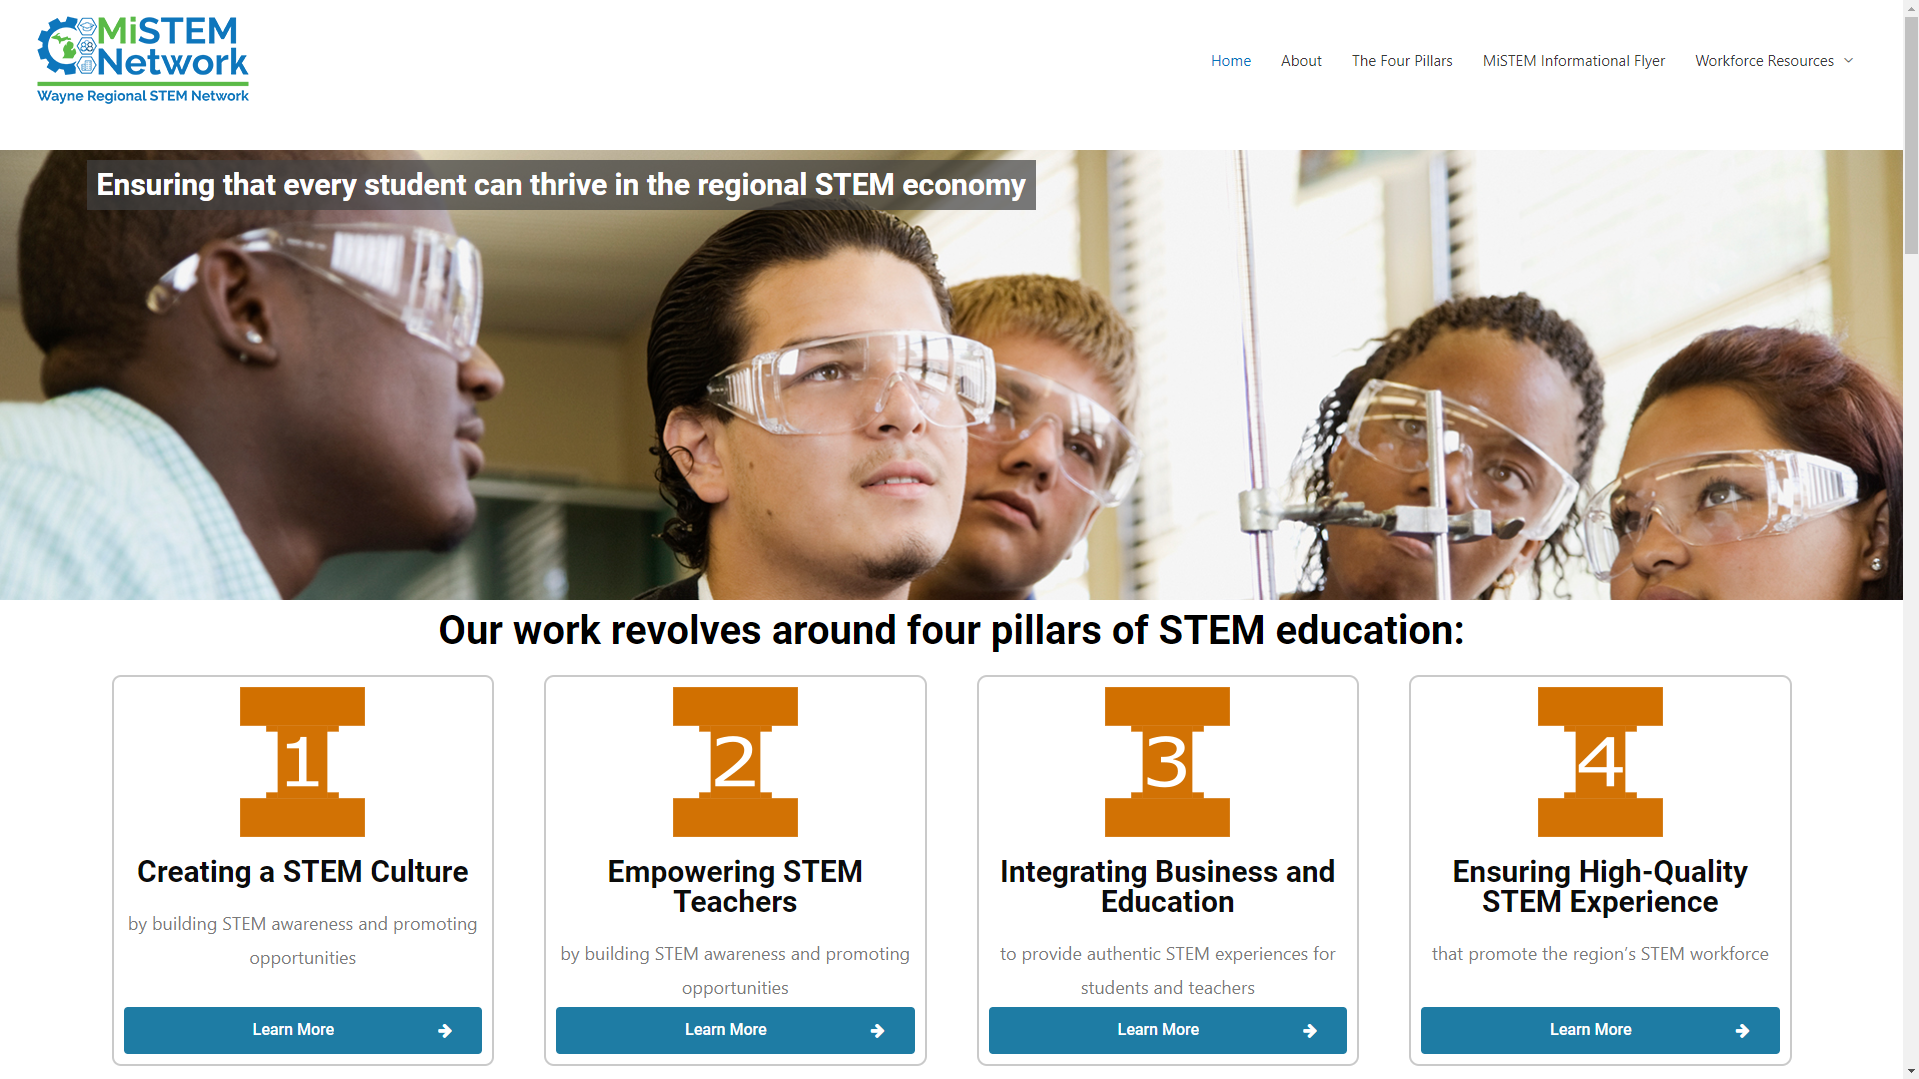 MiSTEM
Network
Wayne Regional STEM Network
Home
About
The Four Pillars
MiSTEM Informational Flyer
Workforce Resources
Ensuring that every student can thrive in the regional STEM economy
Our work revolves around four pillars of STEM education:
1
Creating a STEM Culture
by building STEM awareness and promoting
opportunities
Learn More
2
Empowering STEM
Teachers
by building STEM awareness and promoting
opportunities
Learn More
3
Integrating Business and
Education
to provide authentic STEM experiences for
students and teachers
Learn More
4
Ensuring High-Quality
STEM Experience
that promote the region’s STEM workforce
Learn More